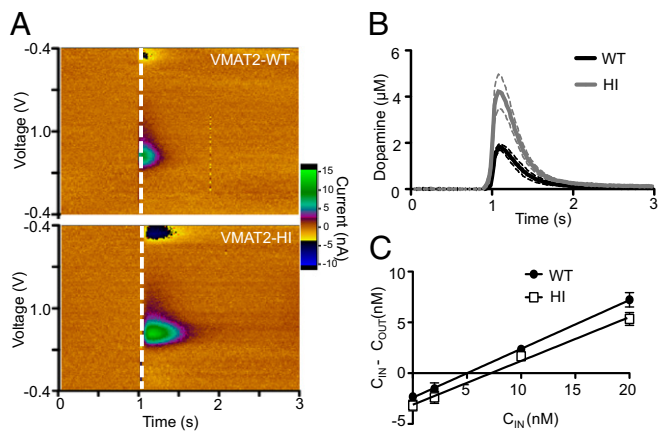 A
-0.4
VMAT2-WT
Voltage (V)
1.0
-0.4
-0.4
VMAT2-HI
Voltage (V)
1.0
-0.4
0
1
2
3
Time (s)
15
10
5
0
-5
-10
Current (nA)
B
6
4
2
0
Dopamine (µM)
WT
HI
0
1
2
3
Time (s)
C
10
5
0
-5
C_IN - C_OUT(nM)
WT
HI
5
10
15
20
C_IN(nM)